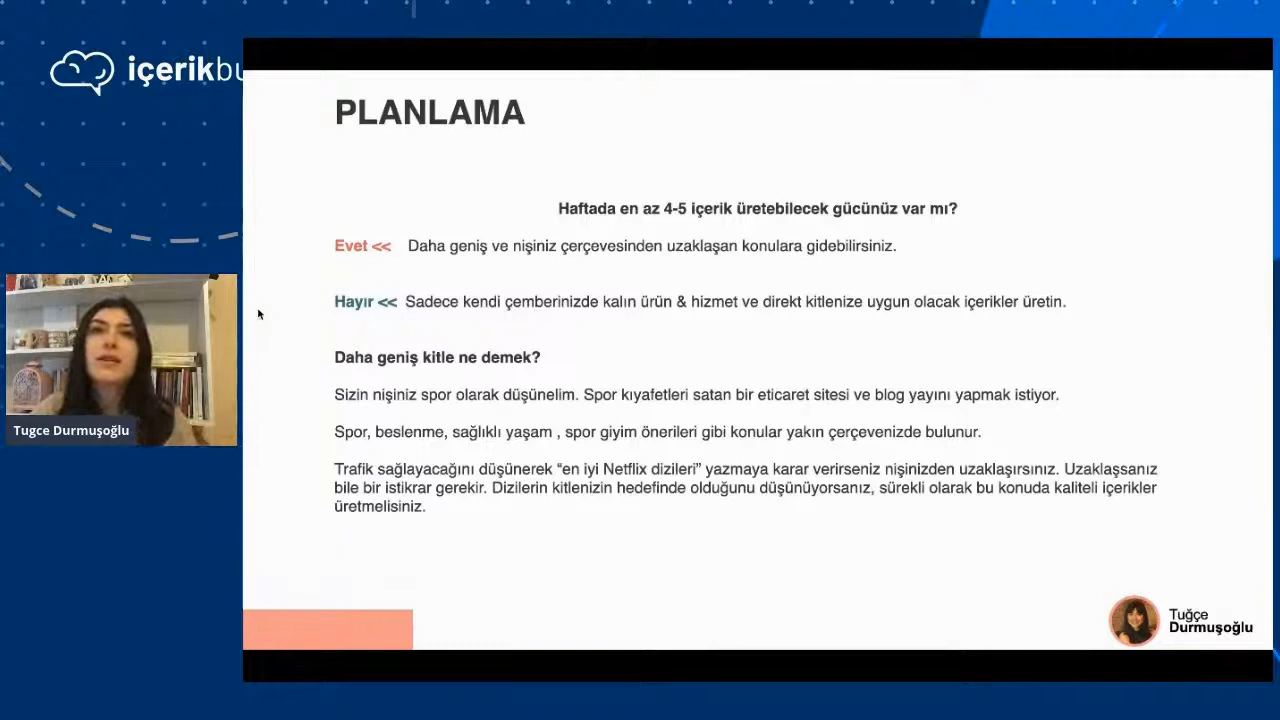 içerikbu
PLANLAMA
Haftada en az 4-5 içerik üretebilecek gücünüz var mı?
Evet << Daha geniş ve nişiniz çerçevesinden uzaklaşan konulara gidebilirsiniz.
Hayır << Sadece kendi çemberinizde kalın ürün & hizmet ve direkt kitlenize uygun olacak içerikler üretin.
Daha geniş kitle ne demek?
Sizin nişiniz spor olarak düşünelim. Spor kıyafetleri satan bir eticaret sitesi ve blog yayını yapmak istiyor.
Spor, beslenme, sağlıklı yaşam , spor giyim önerileri gibi konular yakın çerçevenizde bulunur.
Trafik sağlayacağını düşünerek “en iyi Netflix dizileri” yazmaya karar verirseniz nişinizden uzaklaşırsınız. Uzaklaşsanız
bile bir istikrar gerekir. Dizilerin kitlenizin hedefinde olduğunu düşünüyorsanız, sürekli olarak bu konuda kaliteli içerikler
üretmelisiniz.
Tugce Durmuşoğlu
Tuğçe
Durmuşoğlu